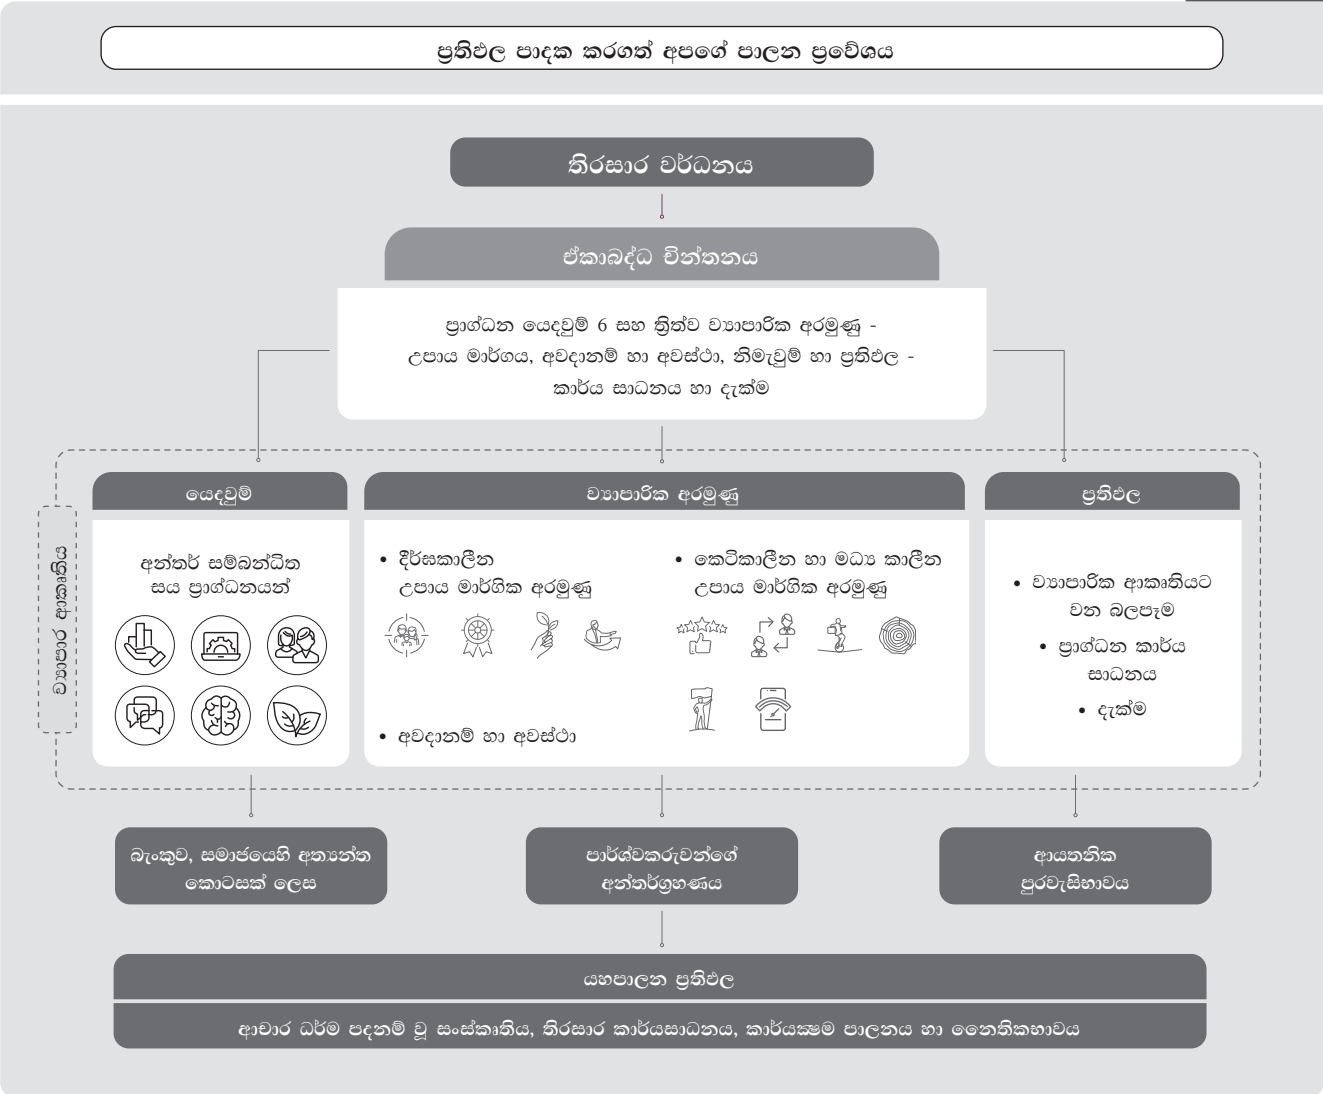 ප්‍රතිඵල පාදක කරගත් අපගේ පාලන ප්‍රවේශය
තිරසාර වර්ධනය
ඒකාබද්ධ චින්තනය
ප්‍රාග්ධන යෙදවුම් 6 සහ ත්‍රිත්ව ව්‍යාපාරික අරමුණු -
උපාය මාර්ගය, අවදානම් හා අවස්ථා, නිමැවුම් හා ප්‍රතිඵල -
කාර්ය සාධනය හා දැක්ම
ව්‍යාපාර ආකෘතිය
යෙදවුම්
අන්තර් සම්බන්ධිත
සය ප්‍රාග්ධනයන්
ව්‍යාපාරික අරමුණු
• දීර්ඝකාලීන
උපාය මාර්ගික අරමුණු
• කෙටිකාලීන හා මධ්‍ය කාලීන
උපාය මාර්ගික අරමුණු
• අවදානම් හා අවස්ථා
ප්‍රතිඵල
• ව්‍යාපාරික ආකෘතියට
වන බලපෑම
• ප්‍රාග්ධන කාර්ය
සාධනය
• දැක්ම
බැංකුව, සමාජයෙහි අත්‍යන්ත
කොටසක් ලෙස
පාර්ශ්වකරුවන්ගේ
අන්තර්ග්‍රහණය
ආයතනික
පුරවැසිභාවය
යහපාලන ප්‍රතිඵල
ආචාර ධර්ම පදනම් වූ සංස්කෘතිය, තිරසාර කාර්යසාධනය, කාර්යක්‍ෂම පාලනය හා නෛතිකභාවය